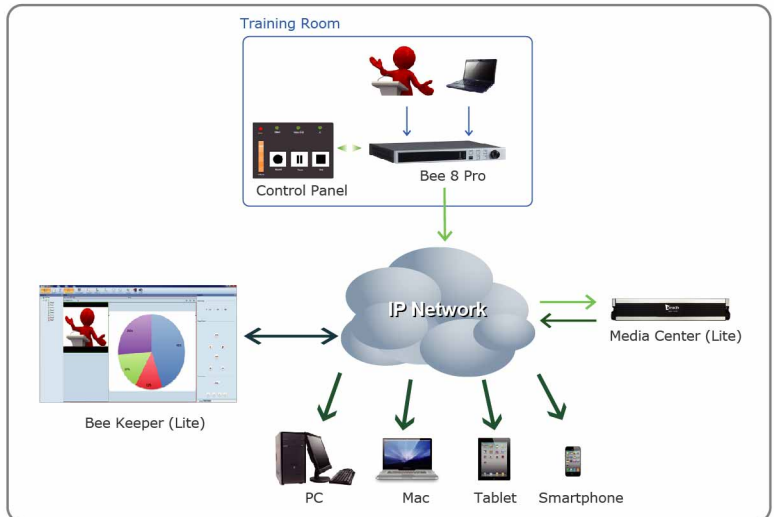 Training Room
Control Panel
Bee 8 Pro
IP Network
Media Center (Lite)
Bee Keeper (Lite)
PC
Mac
Tablet
Smartphone